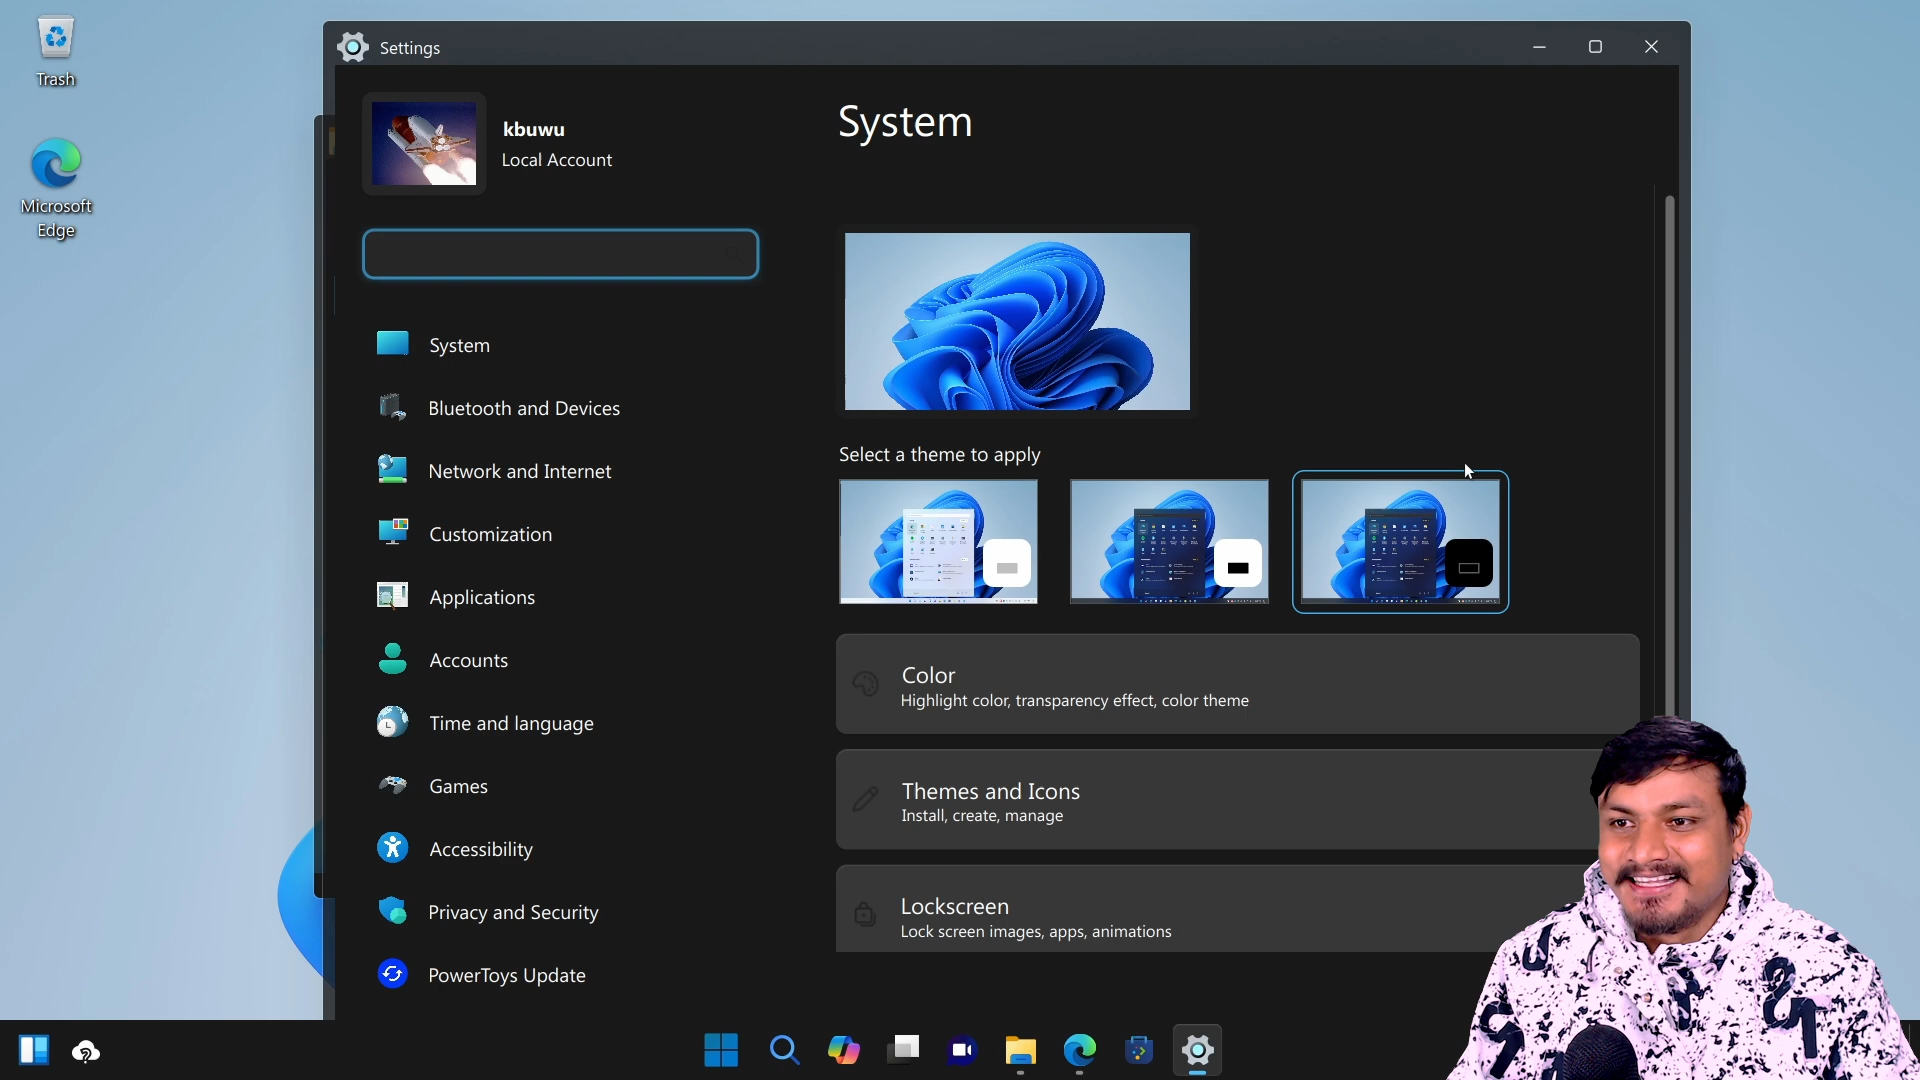 Trash
Microsoft
Edge
Settings
kbuwu
Local Account
System
Bluetooth and Devices
Network and Internet
Customization
Applications
Accounts
Time and language
Games
Accessibility
Privacy and Security
PowerToys Update
System
Select a theme to apply
Color
Highlight color, transparency effect, color theme
Themes and Icons
Install, create, manage
Lockscreen
Lock screen images, apps, animations